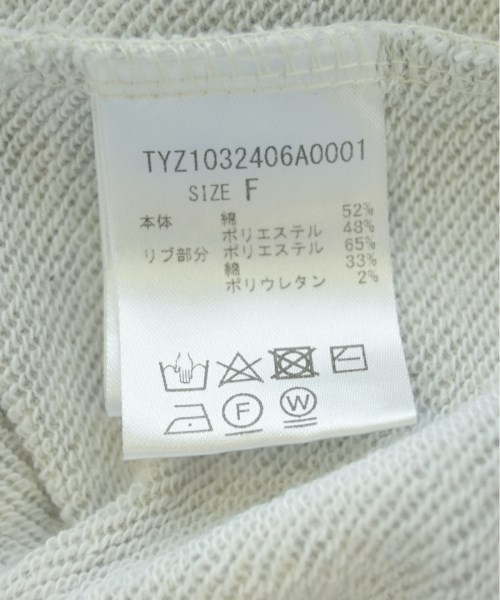 TYZ1032406A0001
SIZE F
本体 綿 52%
ポリエステル 48%
リブ部分 ポリエステル 65%
綿 33%
ポリウレタン 2%
F W